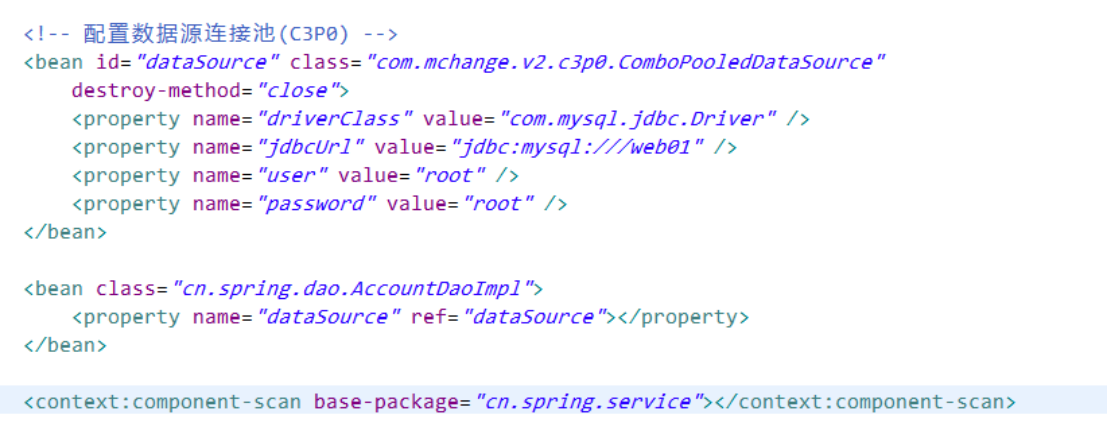 <!-- 配置数据源连接池(C3P0) -->
<bean id="dataSource" class="com.mchange.v2.c3p0.ComboPooledDataSource"
    destroy-method="close">
    <property name="driverClass" value="com.mysql.jdbc.Driver" />
    <property name="jdbcUrl" value="jdbc:mysql:///web01" />
    <property name="user" value="root" />
    <property name="password" value="root" />
</bean>

<bean class="cn.spring.dao.AccountDaoImpl">
    <property name="dataSource" ref="dataSource"></property>
</bean>

<context:component-scan base-package="cn.spring.service"></context:component-scan>